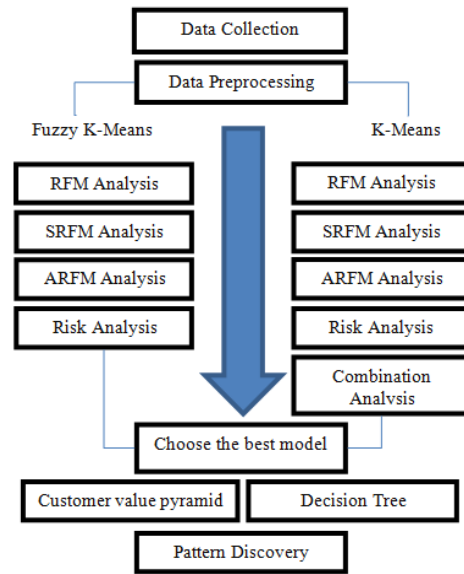 Data Collection
Data Preprocessing
Fuzzy K-Means
K-Means
RFM Analysis
SRFM Analysis
ARFM Analysis
Risk Analysis
RFM Analysis
SRFM Analysis
ARFM Analysis
Risk Analysis
Combination
Analysis
Choose the best model
Customer value pyramid
Decision Tree
Pattern Discovery